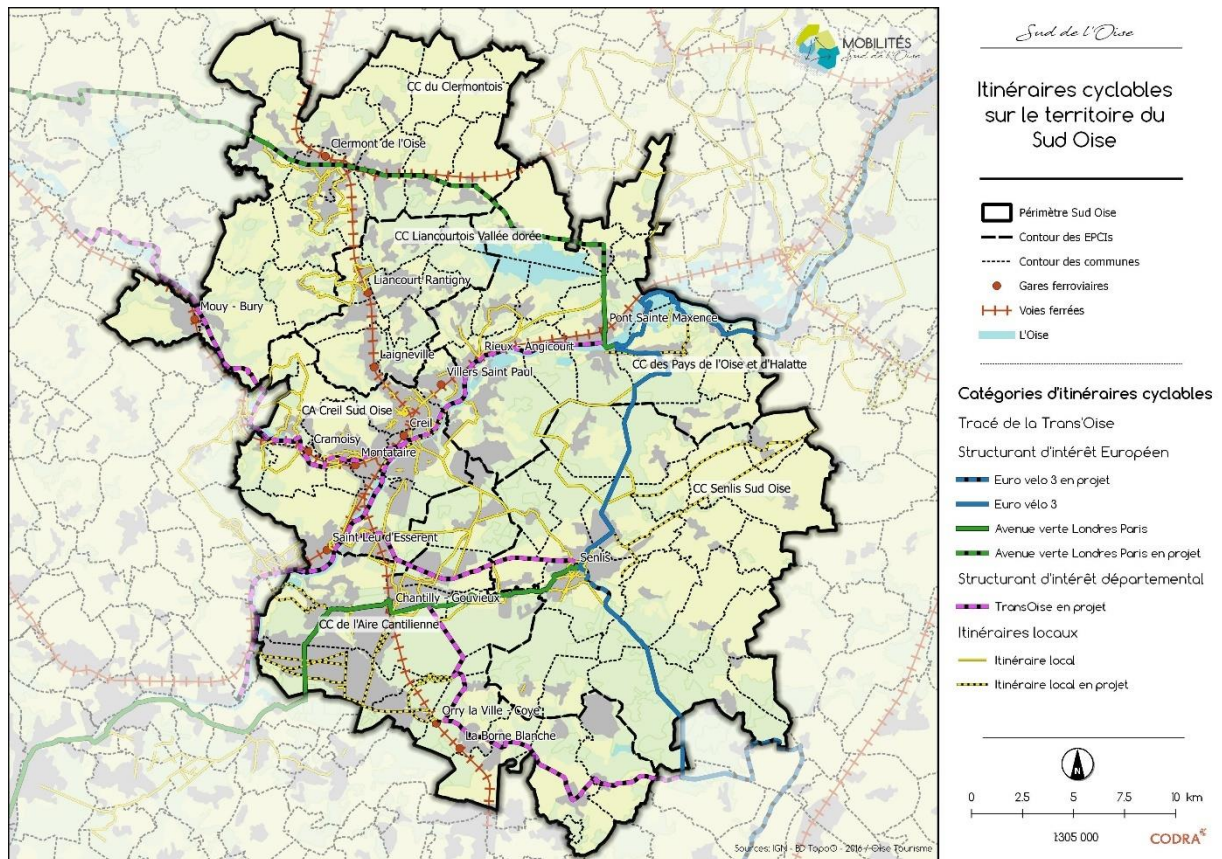 MOBILITÉS
Sud de l'Oise
CC du Clermontois
Clermont de l'Oise
CC Liancourtois Vallée dorée
Liancourt Rantigny
Mouy - Bury
Pont Sainte Maxence
Rieux - Angicourt
Laigneville
CC des Pays de l'Oise et d'Halatte
Villers Saint Paul
CA Creil Sud Oise
Creil
Cramoisy
Montataire
CC Senlis Sud Oise
Saint Leu d'Esserent
Senlis
Chantilly - Gouvieux
CC de l'Aire Cantilienne
Orry la Ville - Coye
La Borne Blanche
Sources: IGN - BD Topo© - 2016 / Oise Tourisme
Sud de l'Oise
Itinéraires cyclables
sur le territoire du
Sud Oise
Périmètre Sud Oise
Contour des EPCIs
Contour des communes
Gares ferroviaires
Voies ferrées
L'Oise
Catégories d'itinéraires cyclables
Tracé de la Trans'Oise
Structurant d'intérêt Européen
Euro velo 3 en projet
Euro vélo 3
Avenue verte Londres Paris
Avenue verte Londres Paris en projet
Structurant d'intérêt départemental
TransOise en projet
Itinéraires locaux
Itinéraire local
Itinéraire local en projet
N
0 2.5 5 7.5 10 km
1:305 000
CODRA